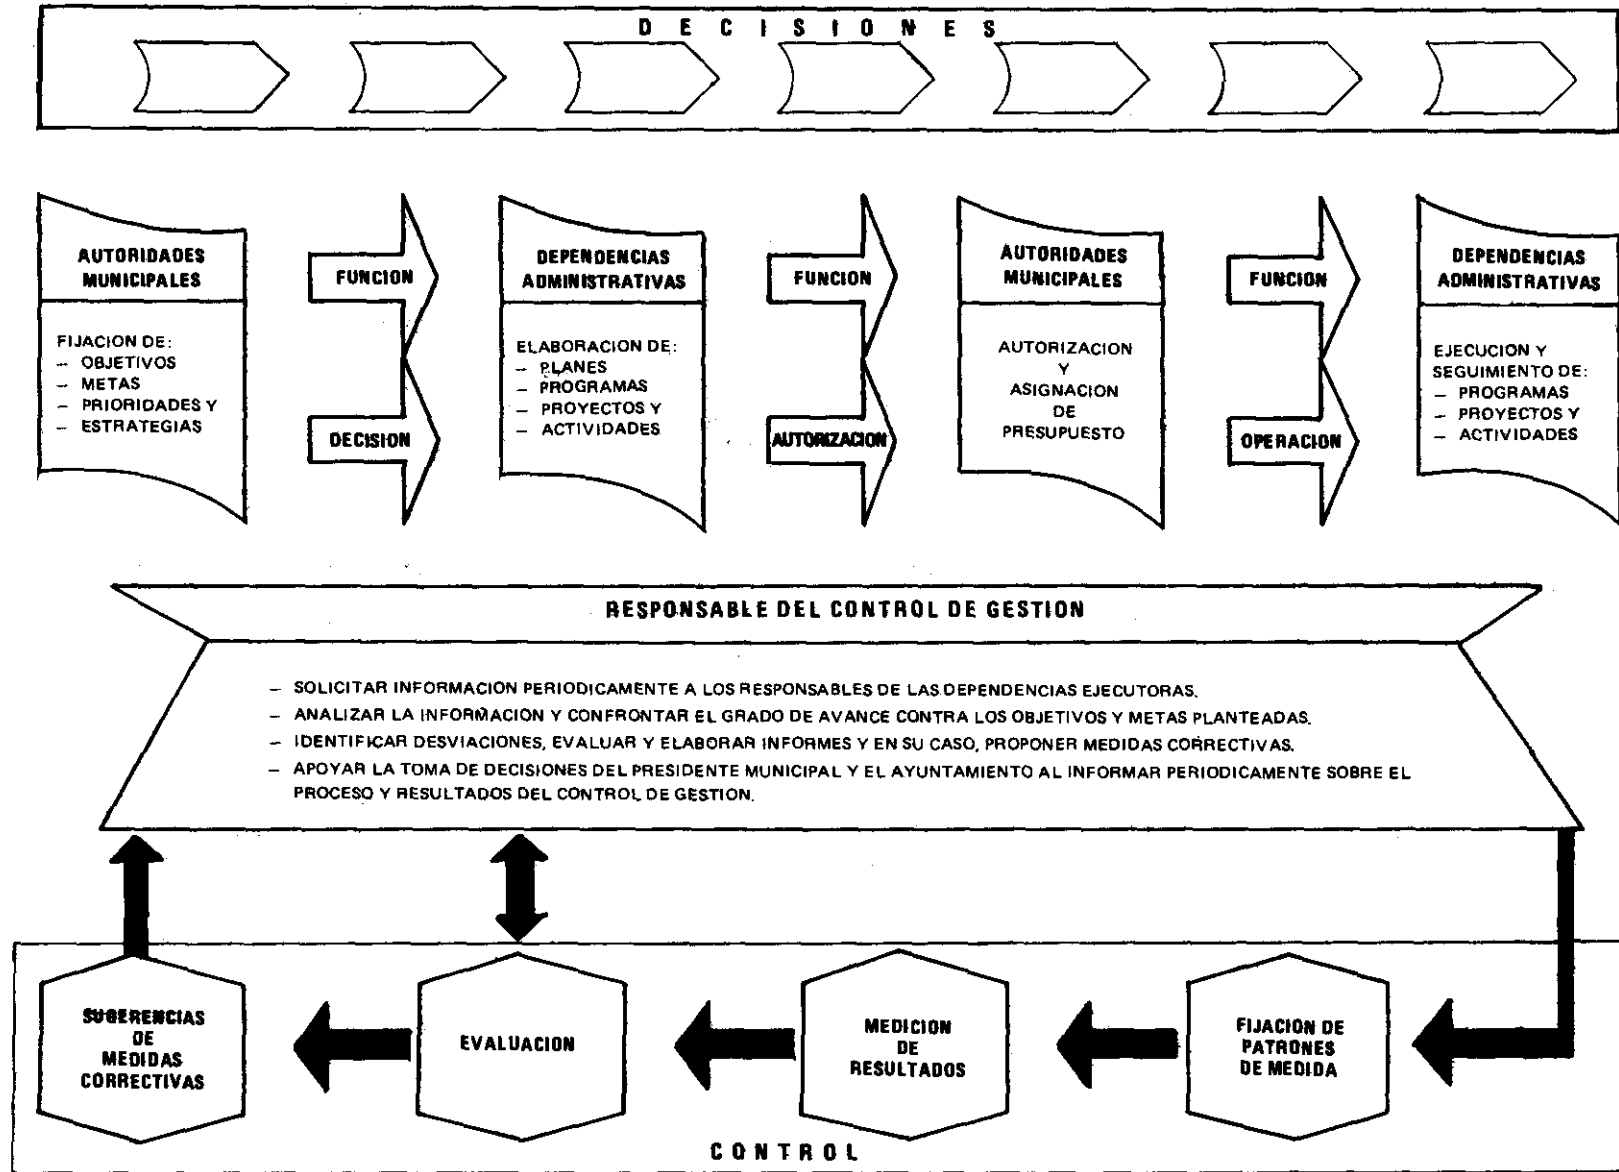 DECISIONES
AUTORIDADES
MUNICIPALES
FIJACION DE:
– OBJETIVOS
– METAS
– PRIORIDADES Y
– ESTRATEGIAS
FUNCION
DECISION
DEPENDENCIAS
ADMINISTRATIVAS
ELABORACION DE:
– PLANES
– PROGRAMAS
– PROYECTOS Y
– ACTIVIDADES
FUNCION
AUTORIZACION
AUTORIDADES
MUNICIPALES
AUTORIZACION
Y
ASIGNACION
DE
PRESUPUESTO
FUNCION
OPERACION
DEPENDENCIAS
ADMINISTRATIVAS
EJECUCION Y
SEGUIMIENTO DE:
– PROGRAMAS
– PROYECTOS Y
– ACTIVIDADES
RESPONSABLE DEL CONTROL DE GESTION
– SOLICITAR INFORMACION PERIODICAMENTE A LOS RESPONSABLES DE LAS DEPENDENCIAS EJECUTORAS.
– ANALIZAR LA INFORMACION Y CONFRONTAR EL GRADO DE AVANCE CONTRA LOS OBJETIVOS Y METAS PLANTEADAS.
– IDENTIFICAR DESVIACIONES, EVALUAR Y ELABORAR INFORMES Y EN SU CASO, PROPONER MEDIDAS CORRECTIVAS.
– APOYAR LA TOMA DE DECISIONES DEL PRESIDENTE MUNICIPAL Y EL AYUNTAMIENTO AL INFORMAR PERIODICAMENTE SOBRE EL
PROCESO Y RESULTADOS DEL CONTROL DE GESTION.
SUGERENCIAS
DE
MEDIDAS
CORRECTIVAS
EVALUACION
MEDICION
DE
RESULTADOS
FIJACION DE
PATRONES
DE MEDIDA
CONTROL